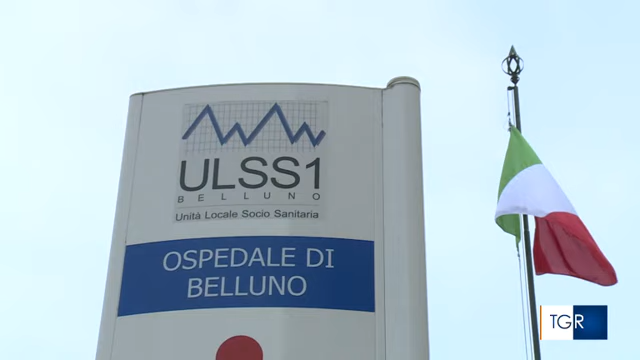 ULSS1
BELLUNO
Unità Locale Socio Sanitaria
OSPEDALE DI
BELLUNO
TGR